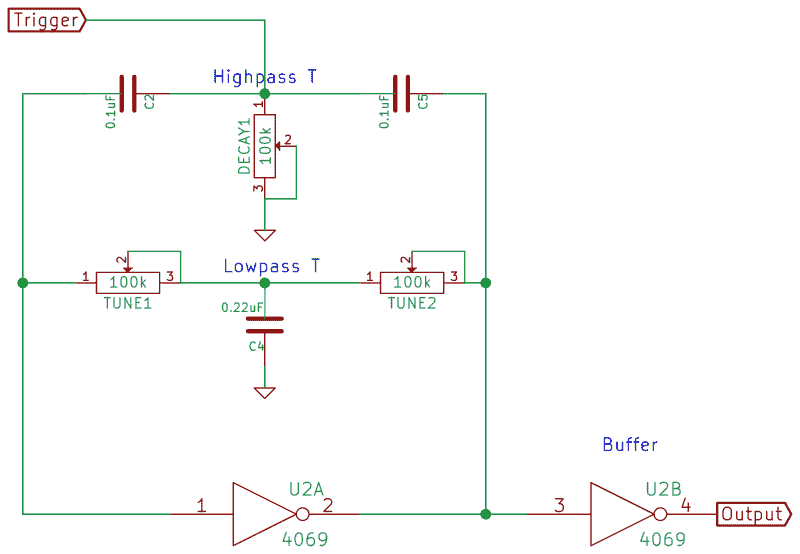 Trigger
Highpass T
0.1uF
C2
0.1uF
C5
1
DECAY1
100k
2
3
Lowpass T
1
2
100k
3
TUNE1
1
2
100k
3
TUNE2
0.22uF
C4
Buffer
1
U2A
2
4069
3
U2B
4
4069
Output